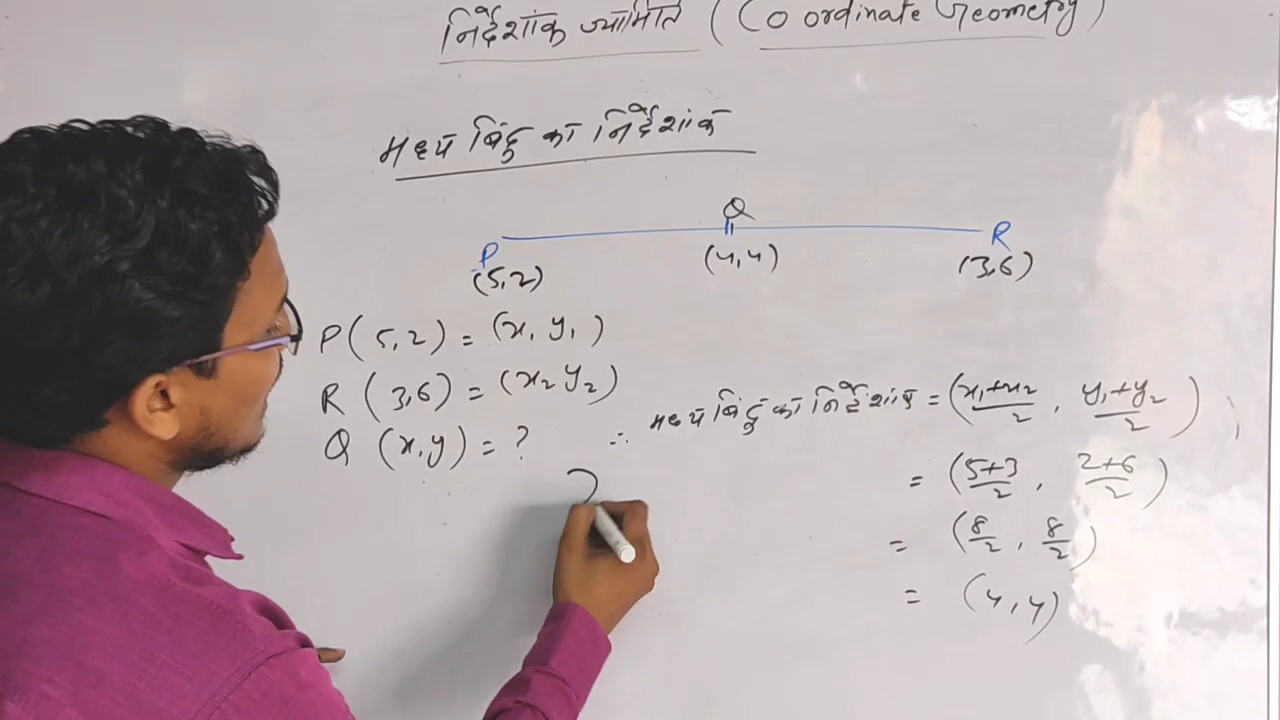 निर्देशांक ज्यामिति (Coordinate Geometry)
मध्य बिंदु का निर्देशांक
Q
P
R
(5,2)
(4,4)
(3,6)
P(5,2) = (x, y₁)
R (3,6) = (x₂ y₂)
Q (x,y) = ?
∴ मध्य बिंदु का निर्देशांक = (x₁+x₂/2, y₁+y₂/2)
= (5+3/2, 2+6/2)
= (8/2, 8/2)
= (4,4)